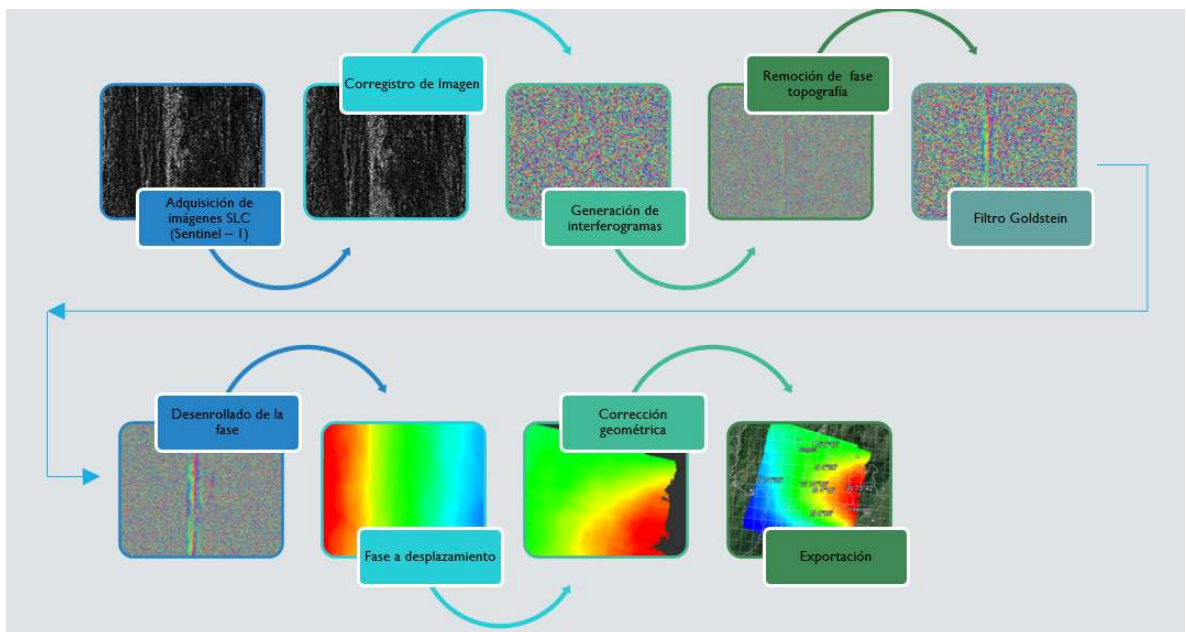 Adquisición de
imágenes SLC
(Sentinel – 1)
Corregistro de Imagen
Generación de
interferogramas
Remoción de fase
topografía
Filtro Goldstein
Desenrollado de la
fase
Fase a desplazamiento
Corrección
geométrica
Exportación